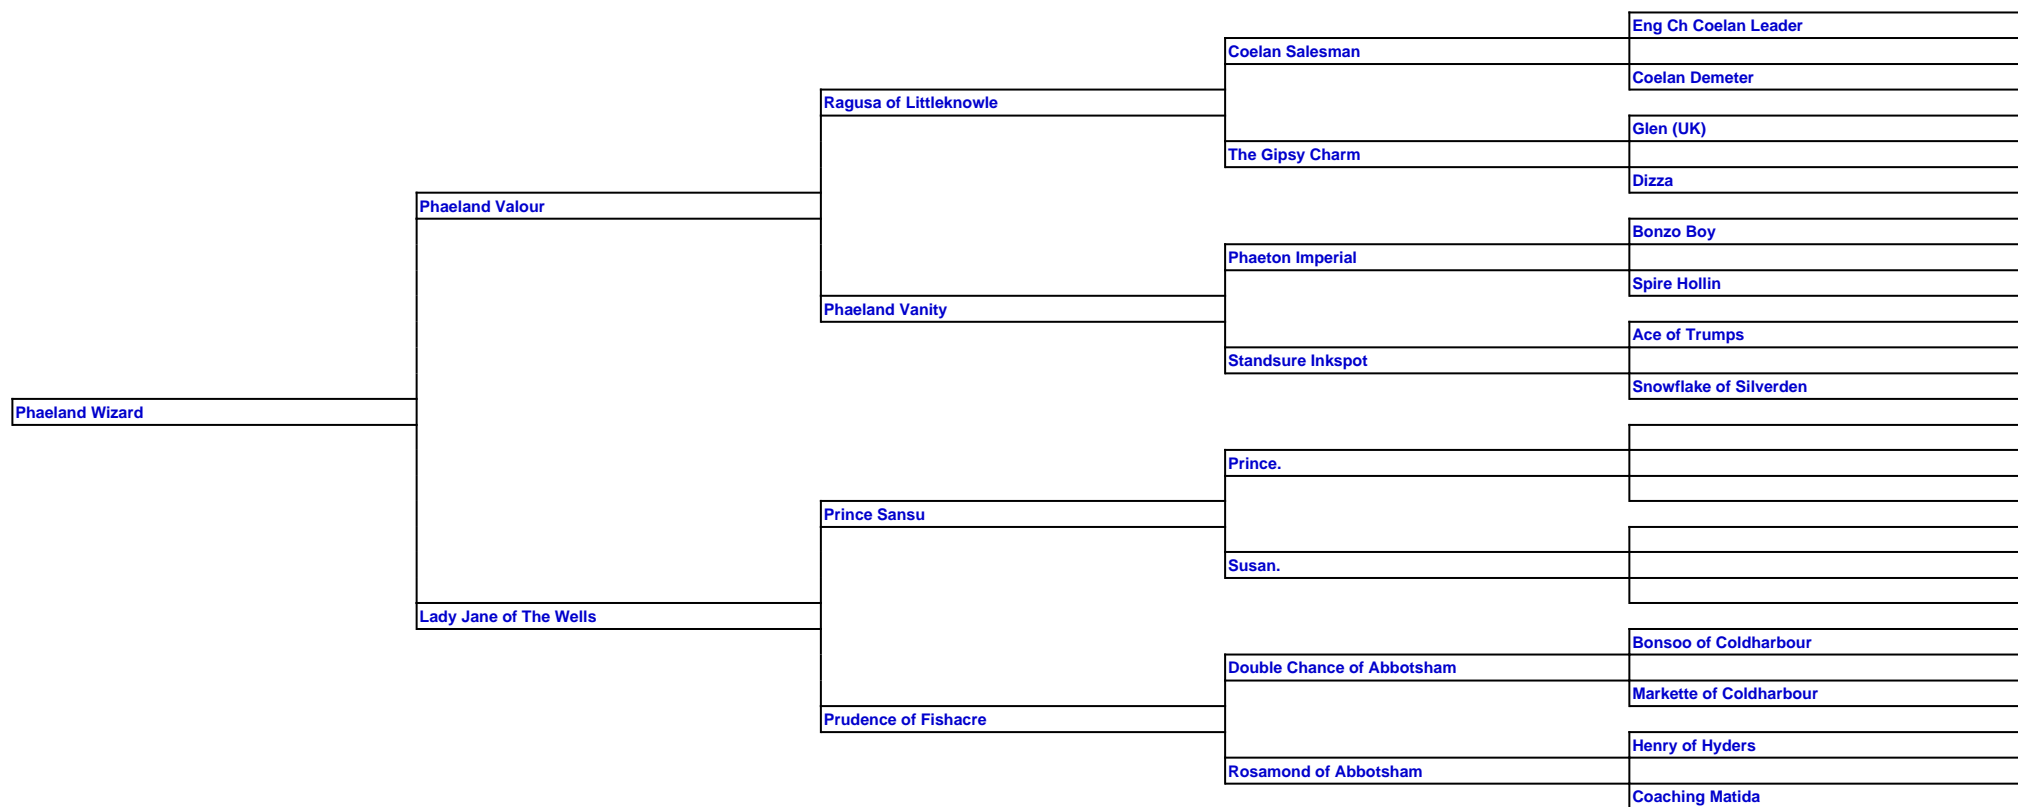 Eng Ch Coelan Leader
Coelan Salesman
Coelan Demeter
Ragusa of Littleknowle
Glen (UK)
The Gipsy Charm
Dizza
Phaeland Valour
Bonzo Boy
Phaeton Imperial
Spire Hollin
Phaeland Vanity
Ace of Trumps
Standsure Inkspot
Snowflake of Silverden
Phaeland Wizard
Prince.
Prince Sansu
Susan.
Lady Jane of The Wells
Bonsoo of Coldharbour
Double Chance of Abbotsham
Markette of Coldharbour
Prudence of Fishacre
Henry of Hyders
Rosamond of Abbotsham
Coaching Matida